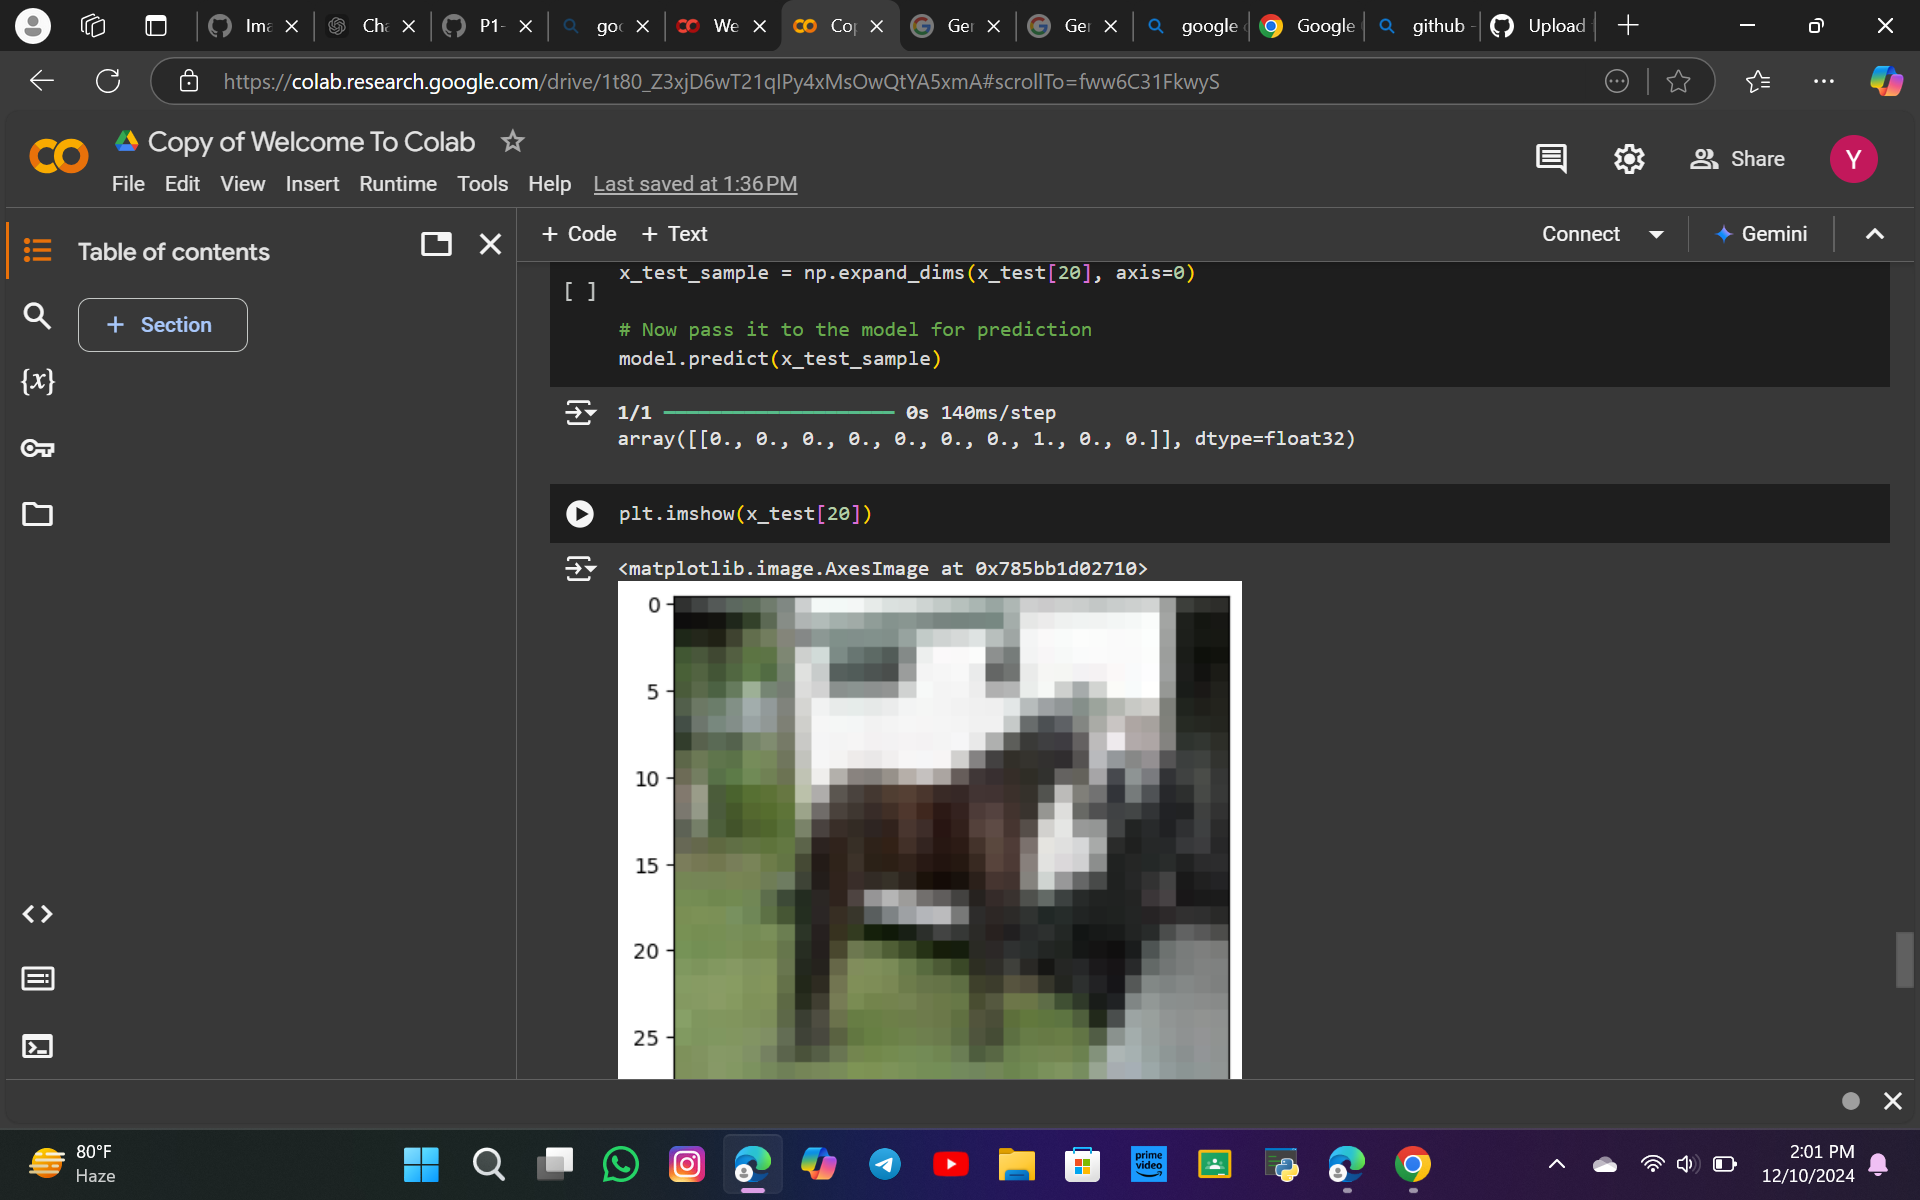 Ima
Cha
P1-
goo
We
Cop
Ger
Ger
google c
Google
github -
Upload
https://colab.research.google.com/drive/1t80_Z3xjD6wT21qIPy4xMsOwQtYA5xmA#scrollTo=fww6C31FkwyS
Copy of Welcome To Colab
File Edit View Insert Runtime Tools Help Last saved at 1:36 PM
Share
Y
Table of contents
+ Section
{x}
+ Code + Text
Connect
Gemini
x_test_sample = np.expand_dims(x_test[20], axis=0)
[ ]
# Now pass it to the model for prediction
model.predict(x_test_sample)
1/1 ━━━━━━━━━━━━━━━━━━━━ 0s 140ms/step
array([[0., 0., 0., 0., 0., 0., 0., 1., 0., 0.]], dtype=float32)
plt.imshow(x_test[20])
<matplotlib.image.AxesImage at 0x785bb1d02710>
0
5
10
15
20
25
80°F
Haze
prime video
2:01 PM
12/10/2024